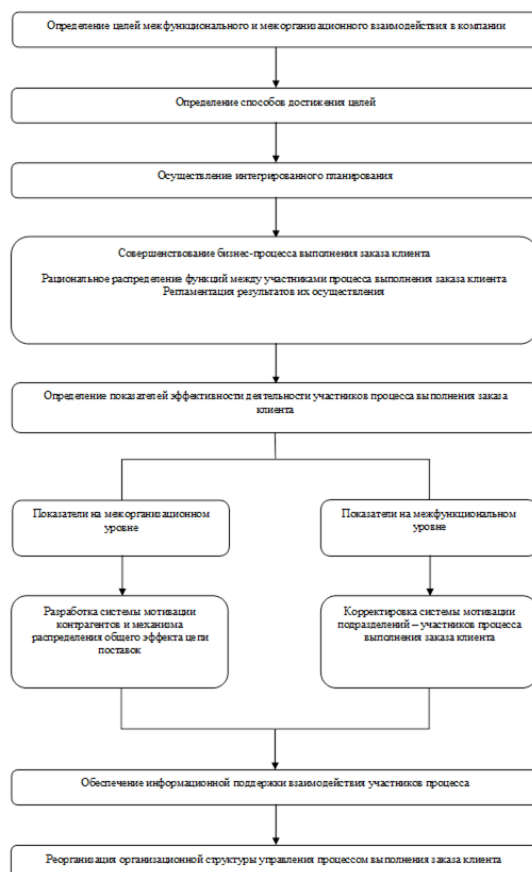 Определение целей межфункционального и межорганизационного взаимодействия в компании
Определение способов достижения целей
Осуществление интегрированного планирования
Совершенствование бизнес-процесса выполнения заказа клиента
Рациональное распределение функций между участниками процесса выполнения заказа клиента
Регламентация результатов их осуществления
Определение показателей эффективности деятельности участников процесса выполнения заказа
клиента
Показатели на межорганизационном
уровне
Показатели на межфункциональном
уровне
Разработка системы мотивации
контрагентов и механизма
распределения общего эффекта цепи
поставок
Корректировка системы мотивации
подразделений – участников процесса
выполнения заказа клиента
Обеспечение информационной поддержки взаимодействия участников процесса
Реорганизация организационной структуры управления процессом выполнения заказа клиента